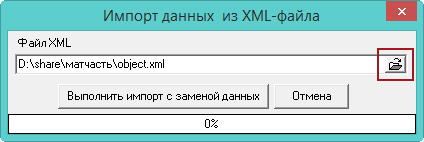 Импорт данных из XML-файла
Файл XML
D:\share\матчасть\object.xml
Выполнить импорт с заменой данных
Отмена
0%